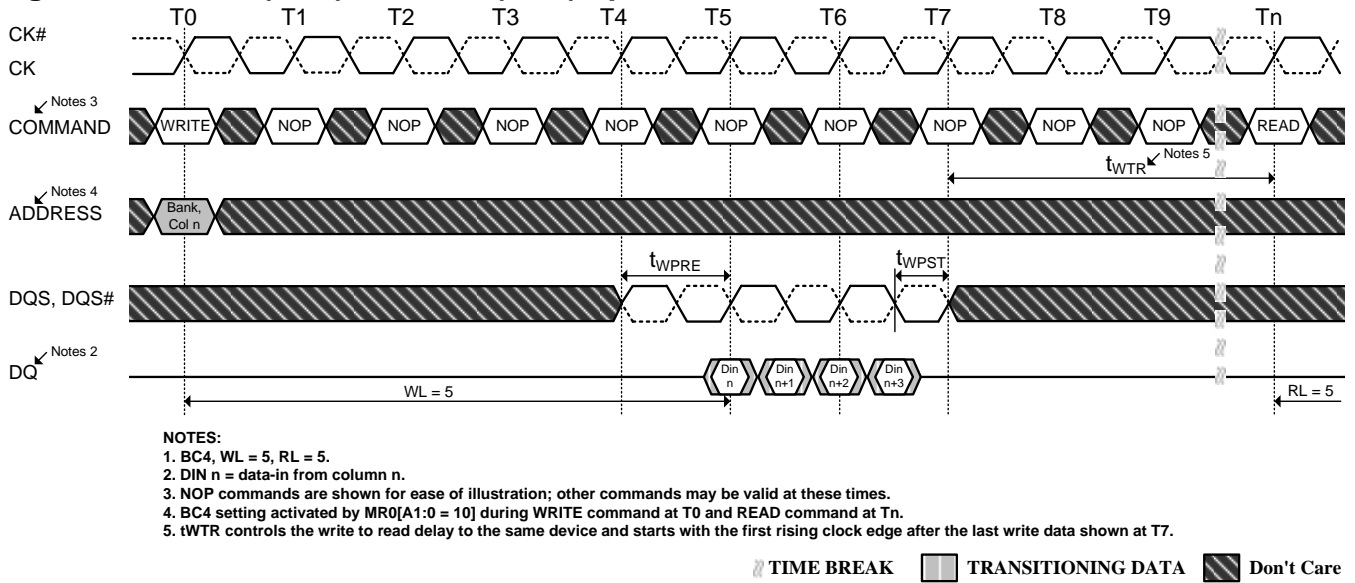 T0 T1 T2 T3 T4 T5 T6 T7 T8 T9 Tn
CK#
CK
Notes 3
COMMAND WRITE NOP NOP NOP NOP NOP NOP NOP NOP NOP READ
tWTR Notes 5
Notes 4
ADDRESS Bank, Col n
tWPRE tWPST
DQS, DQS#
Notes 2
DQ Din n Din n+1 Din n+2 Din n+3
WL = 5 RL = 5
NOTES:
1. BC4, WL = 5, RL = 5.
2. DIN n = data-in from column n.
3. NOP commands are shown for ease of illustration; other commands may be valid at these times.
4. BC4 setting activated by MR0[A1:0 = 10] during WRITE command at T0 and READ command at Tn.
5. tWTR controls the write to read delay to the same device and starts with the first rising clock edge after the last write data shown at T7.
TIME BREAK TRANSITIONING DATA Don't Care